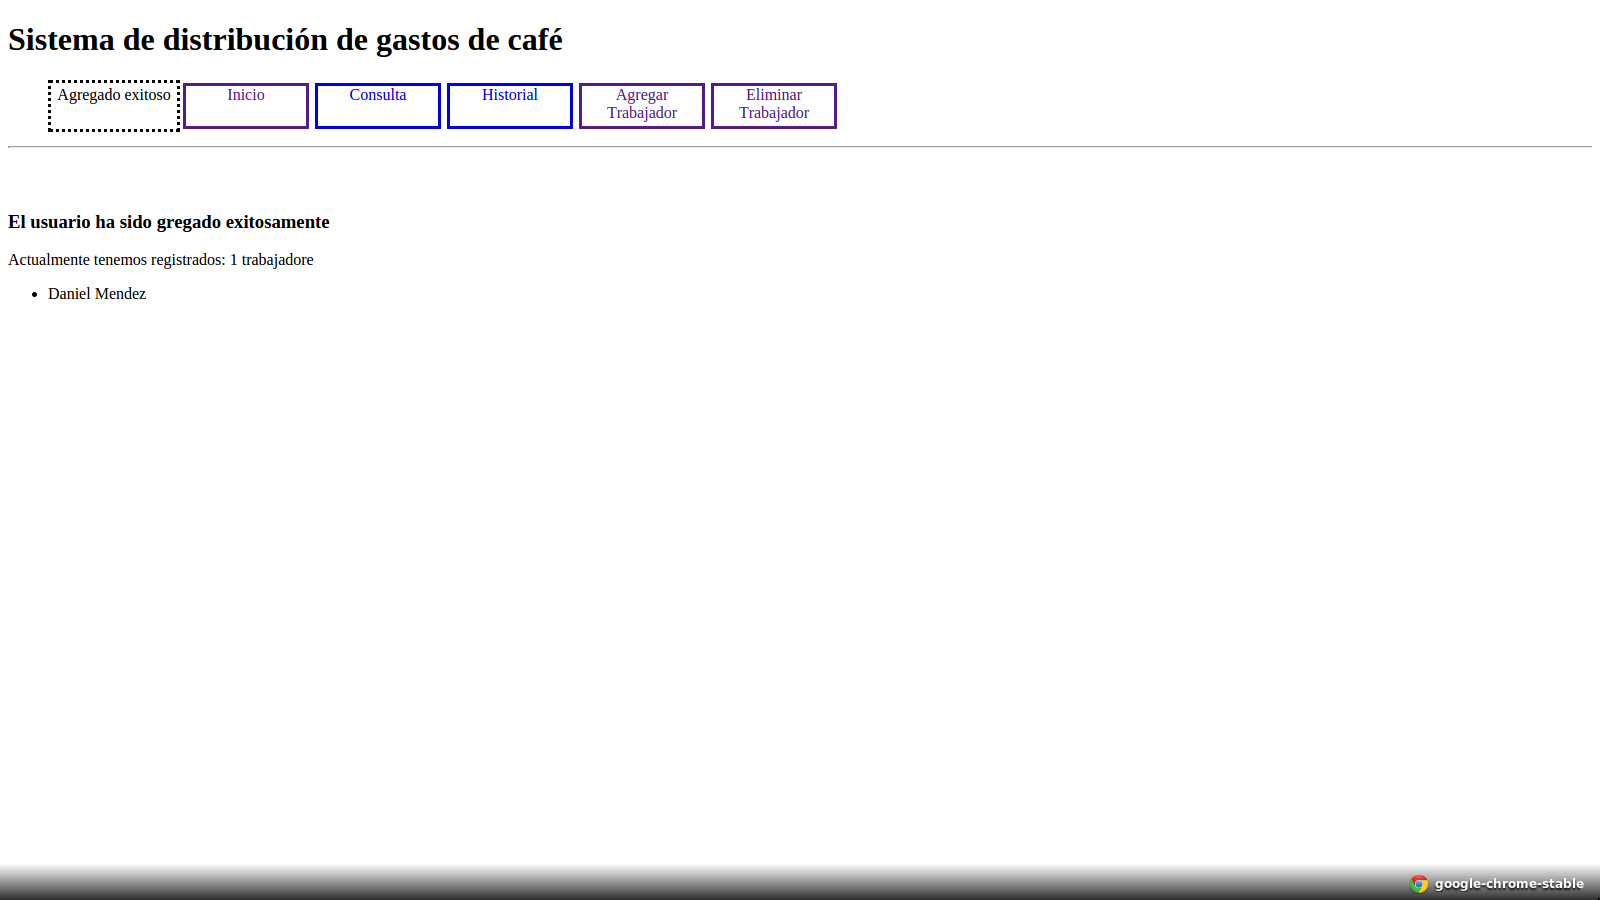 Sistema de distribución de gastos de café
Agregado exitoso Inicio Consulta Historial Agregar Trabajador Eliminar Trabajador
El usuario ha sido gregado exitosamente
Actualmente tenemos registrados: 1 trabajadore
• Daniel Mendez
google-chrome-stable